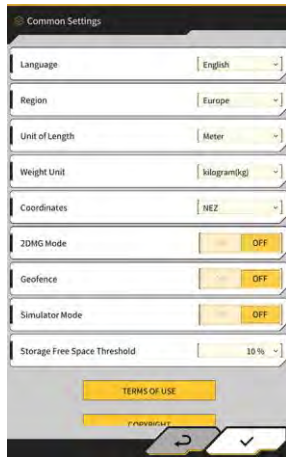 Common Settings
Language English
Region Europe
Unit of Length Meter
Weight Unit kilogram(kg)
Coordinates NEZ
2DMG Mode OFF
Geofence OFF
Simulator Mode OFF
Storage Free Space Threshold 10 %
TERMS OF USE
COPYRIGHT